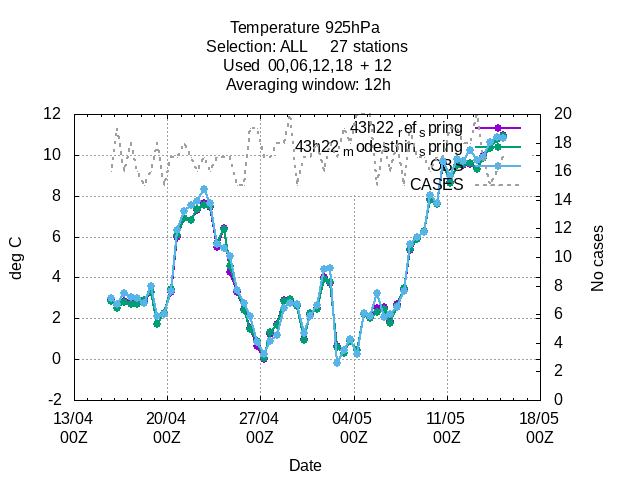 Temperature 925hPa
Selection: ALL 27 stations
Used 00,06,12,18 + 12
Averaging window: 12h
12 20
43h22_ref_spring
18
43h22_modesthin_spring
10 16
OBS
CASES
8 14
12
6
10
4 8
6
2
4
0
2
-2 0
deg C
No cases
13/04 20/04 27/04 04/05 11/05 18/05
00Z 00Z 00Z 00Z 00Z 00Z
Date